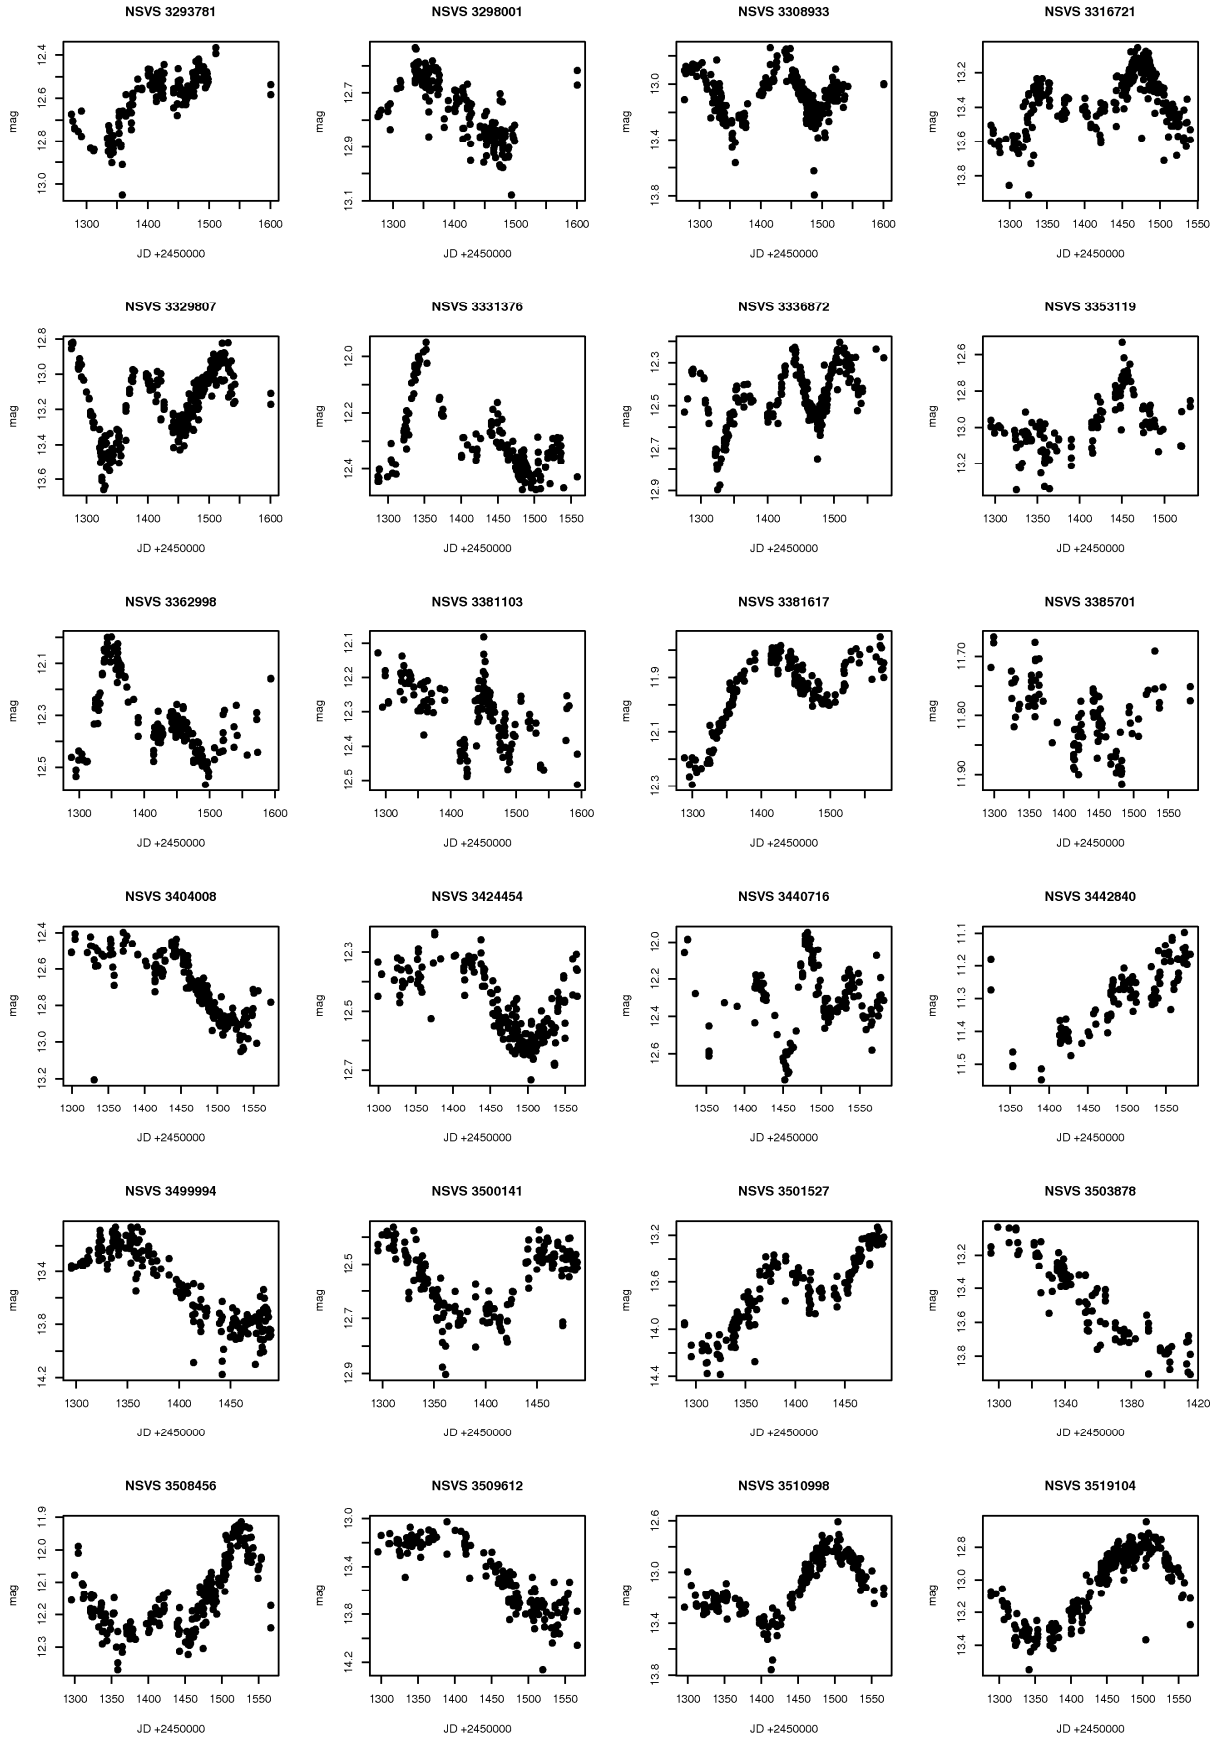 NSVS 3293781 NSVS 3298001 NSVS 3308933 NSVS 3316721
mag 12.4 12.6 12.8 13.0 mag 12.7 12.9 13.1 mag 13.0 13.4 13.8 mag 13.2 13.4 13.6 13.8
1300 1400 1500 1600 1300 1400 1500 1600 1300 1400 1500 1600 1300 1350 1400 1450 1500 1550
JD +2450000 JD +2450000 JD +2450000 JD +2450000
NSVS 3329807 NSVS 3331376 NSVS 3336872 NSVS 3353119
mag 12.8 13.0 13.2 13.4 13.6 mag 12.0 12.2 12.4 mag 12.3 12.5 12.7 12.9 mag 12.6 12.8 13.0 13.2
1300 1400 1500 1600 1300 1350 1400 1450 1500 1550 1300 1400 1500 1300 1350 1400 1450 1500
JD +2450000 JD +2450000 JD +2450000 JD +2450000
NSVS 3362998 NSVS 3381103 NSVS 3381617 NSVS 3385701
mag 12.1 12.3 12.5 mag 12.1 12.2 12.3 12.4 12.5 mag 11.9 12.1 12.3 mag 11.70 11.80 11.90
1300 1400 1500 1600 1300 1400 1500 1600 1300 1400 1500 1300 1350 1400 1450 1500 1550
JD +2450000 JD +2450000 JD +2450000 JD +2450000
NSVS 3404008 NSVS 3424454 NSVS 3440716 NSVS 3442840
mag 12.4 12.6 12.8 13.0 13.2 mag 12.3 12.5 12.7 mag 12.0 12.2 12.4 12.6 mag 11.1 11.2 11.3 11.4 11.5
1300 1350 1400 1450 1500 1550 1300 1350 1400 1450 1500 1550 1350 1400 1450 1500 1550 1350 1400 1450 1500 1550
JD +2450000 JD +2450000 JD +2450000 JD +2450000
NSVS 3499994 NSVS 3500141 NSVS 3501527 NSVS 3503878
mag 13.4 13.8 14.2 mag 12.5 12.7 12.9 mag 13.2 13.6 14.0 14.4 mag 13.2 13.4 13.6 13.8
1300 1350 1400 1450 1300 1350 1400 1450 1300 1350 1400 1450 1300 1340 1380 1420
JD +2450000 JD +2450000 JD +2450000 JD +2450000
NSVS 3508456 NSVS 3509612 NSVS 3510998 NSVS 3519104
mag 11.9 12.0 12.1 12.2 12.3 mag 13.0 13.4 13.8 14.2 mag 12.6 13.0 13.4 13.8 mag 12.8 13.0 13.2 13.4
1300 1350 1400 1450 1500 1550 1300 1350 1400 1450 1500 1550 1300 1350 1400 1450 1500 1550 1300 1350 1400 1450 1500 1550
JD +2450000 JD +2450000 JD +2450000 JD +2450000